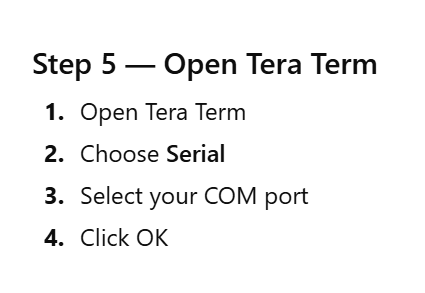 Step 5 — Open Tera Term
1. Open Tera Term
2. Choose Serial
3. Select your COM port
4. Click OK